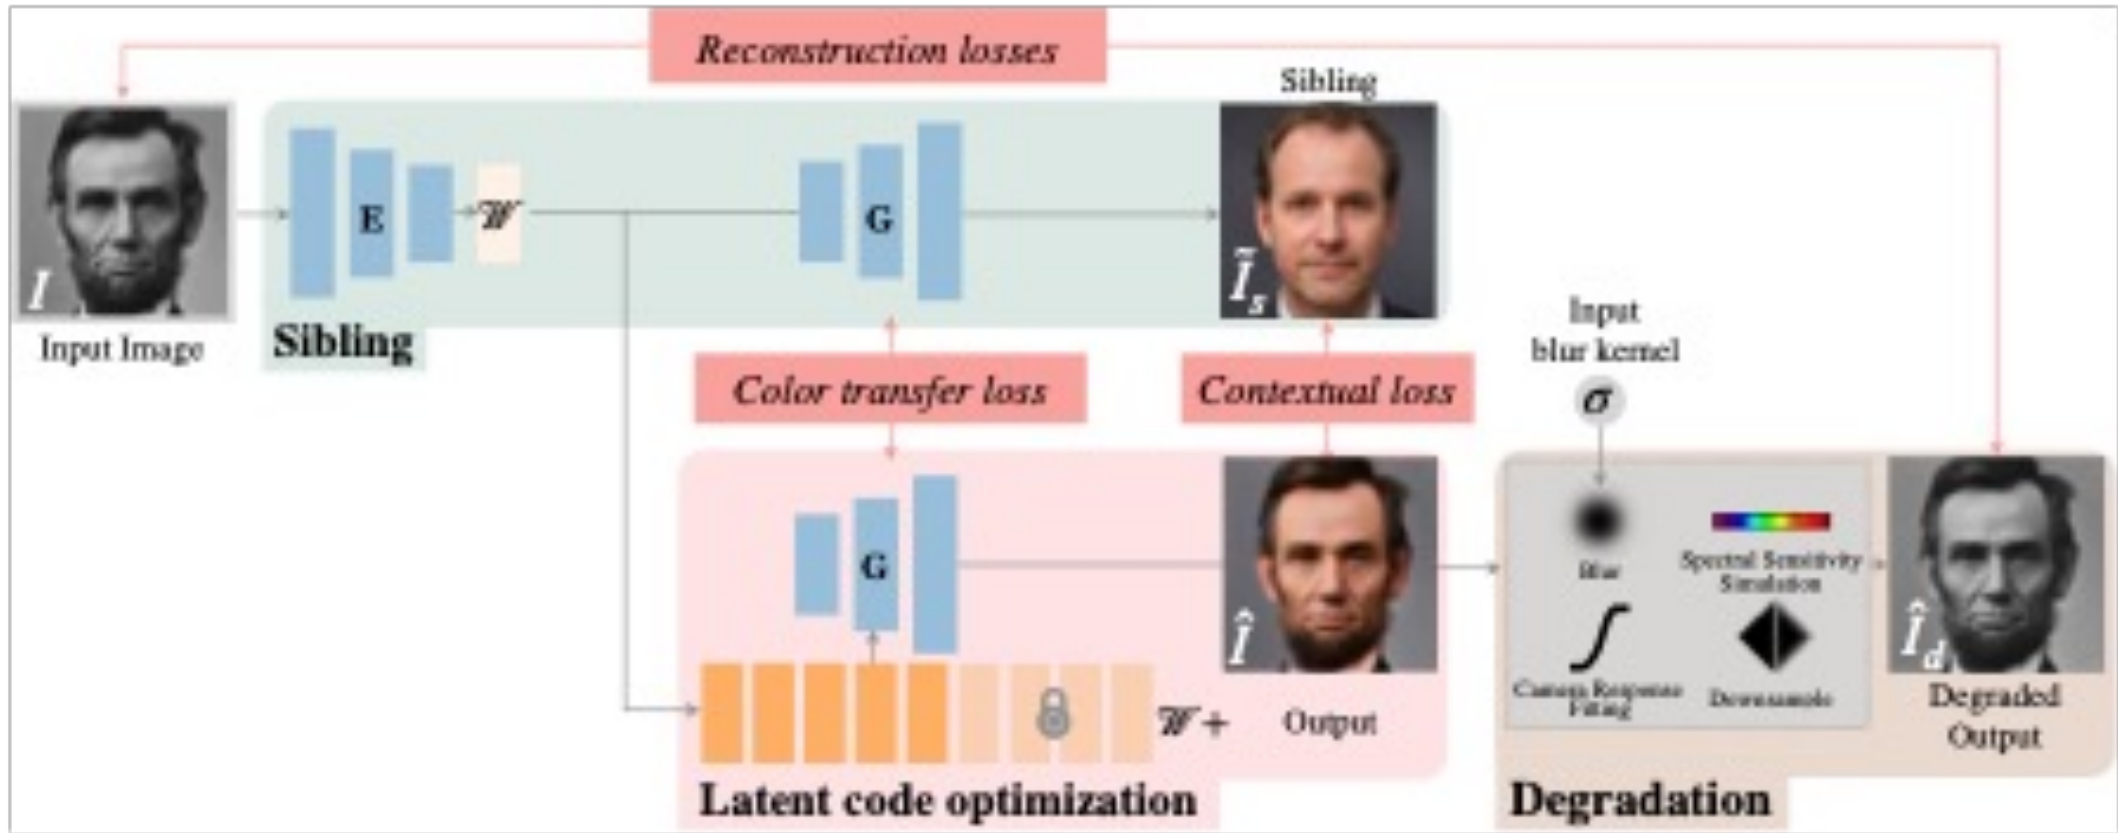 Reconstruction losses
Sibling
I
E
𝒲
G
Ĩs
Input Image
Sibling
Color transfer loss
Contextual loss
Input
blur kernel
σ
G
Î
Blur
Spectral Sensitivity
Simulation
Îd
Camera Response
Fitting
Downsample
𝒲+
Output
Degraded
Output
Latent code optimization
Degradation